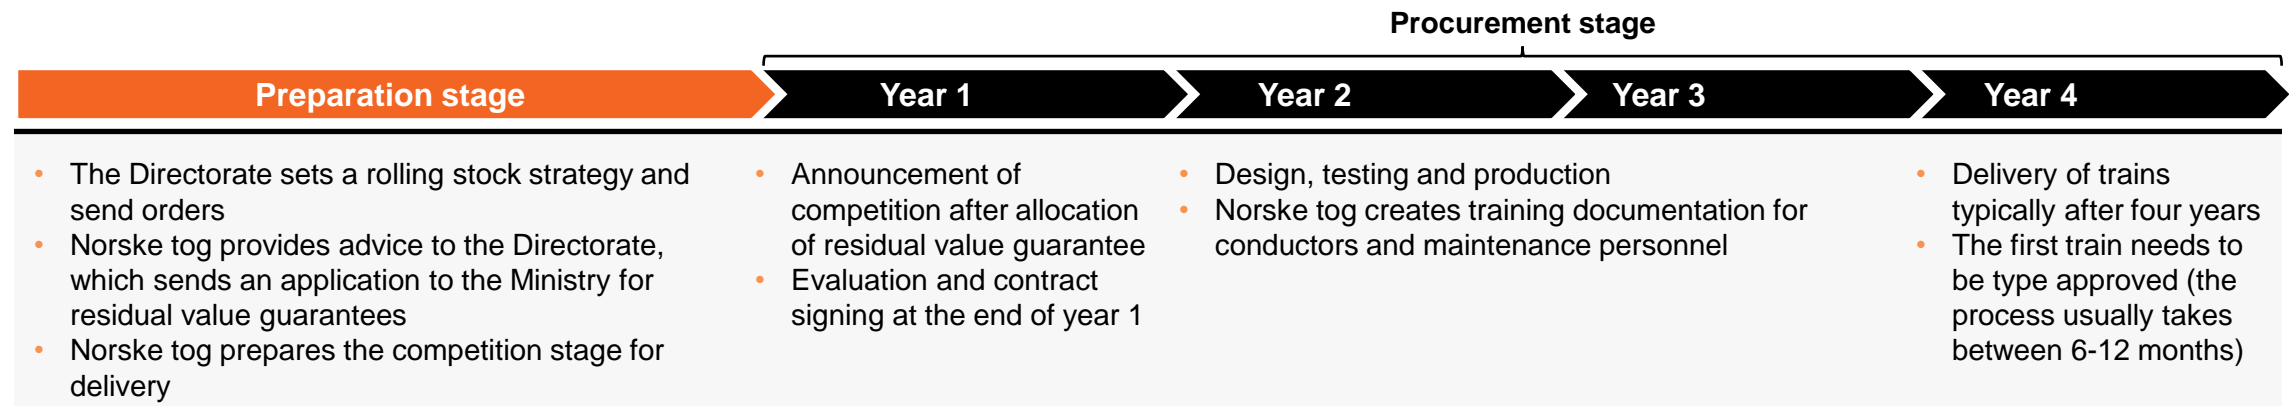 Procurement stage
Preparation stage
Year 1
Year 2
Year 3
Year 4
• The Directorate sets a rolling stock strategy and
send orders
• Norske tog provides advice to the Directorate,
which sends an application to the Ministry for
residual value guarantees
• Norske tog prepares the competition stage for
delivery
• Announcement of
competition after allocation
of residual value guarantee
• Evaluation and contract
signing at the end of year 1
• Design, testing and production
• Norske tog creates training documentation for
conductors and maintenance personnel
• Delivery of trains
typically after four years
• The first train needs to
be type approved (the
process usually takes
between 6-12 months)